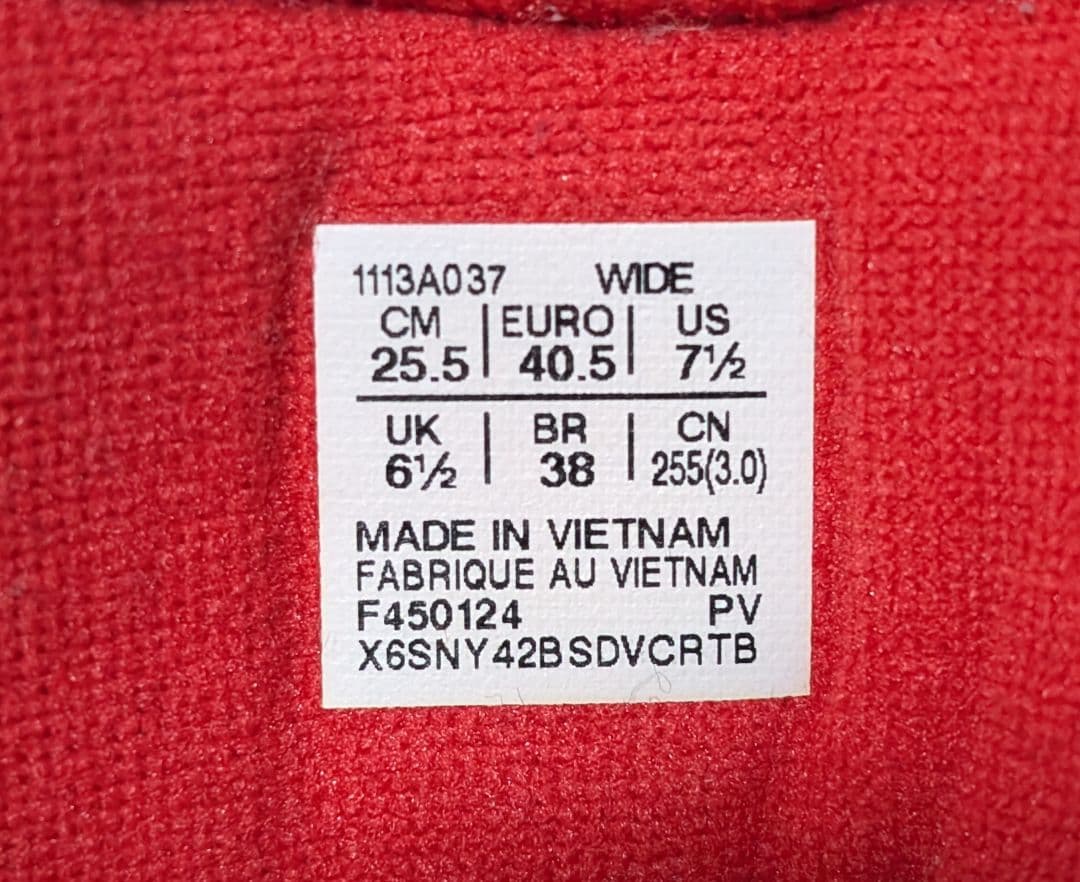 1113A037 WIDE
CM | EURO | US
25.5 | 40.5 | 7½
UK | BR | CN
6½ | 38 | 255(3.0)
MADE IN VIETNAM
FABRIQUE AU VIETNAM
F450124 PV
X6SNY42BSDVCRTB